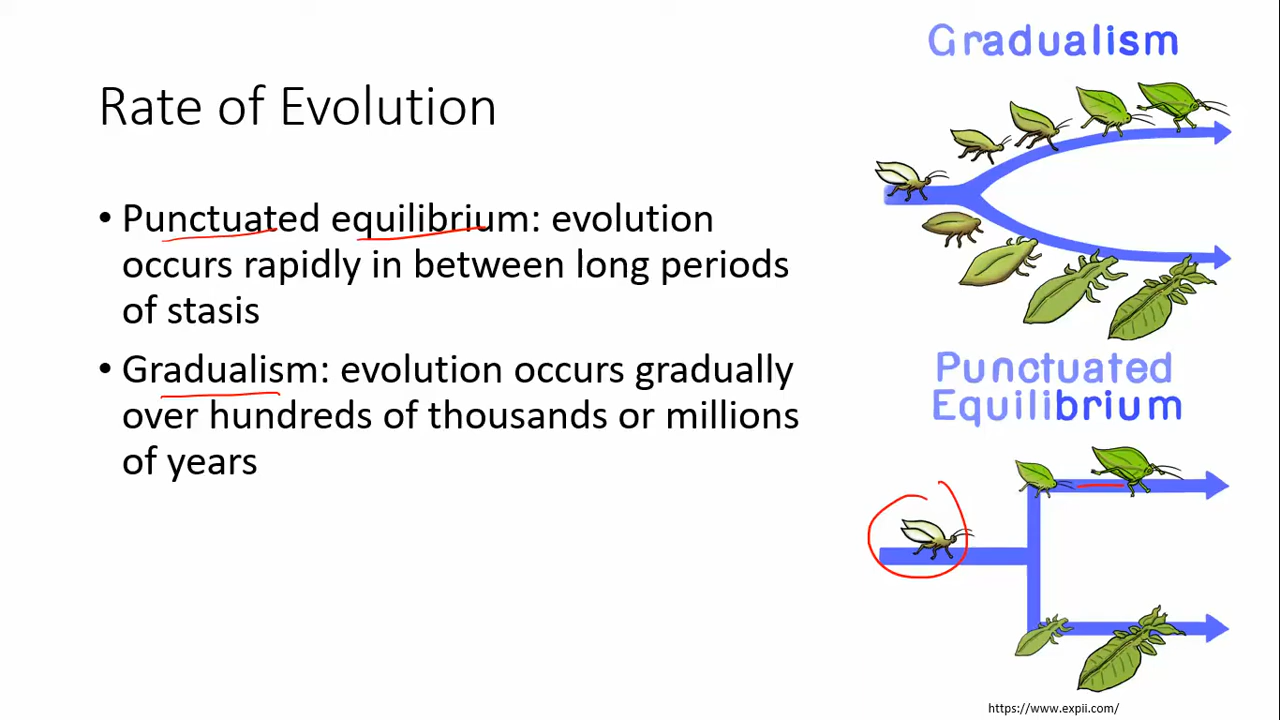 Rate of Evolution
• Punctuated equilibrium: evolution
occurs rapidly in between long periods
of stasis
• Gradualism: evolution occurs gradually
over hundreds of thousands or millions
of years
Gradualism
Punctuated
Equilibrium
https://www.expii.com/